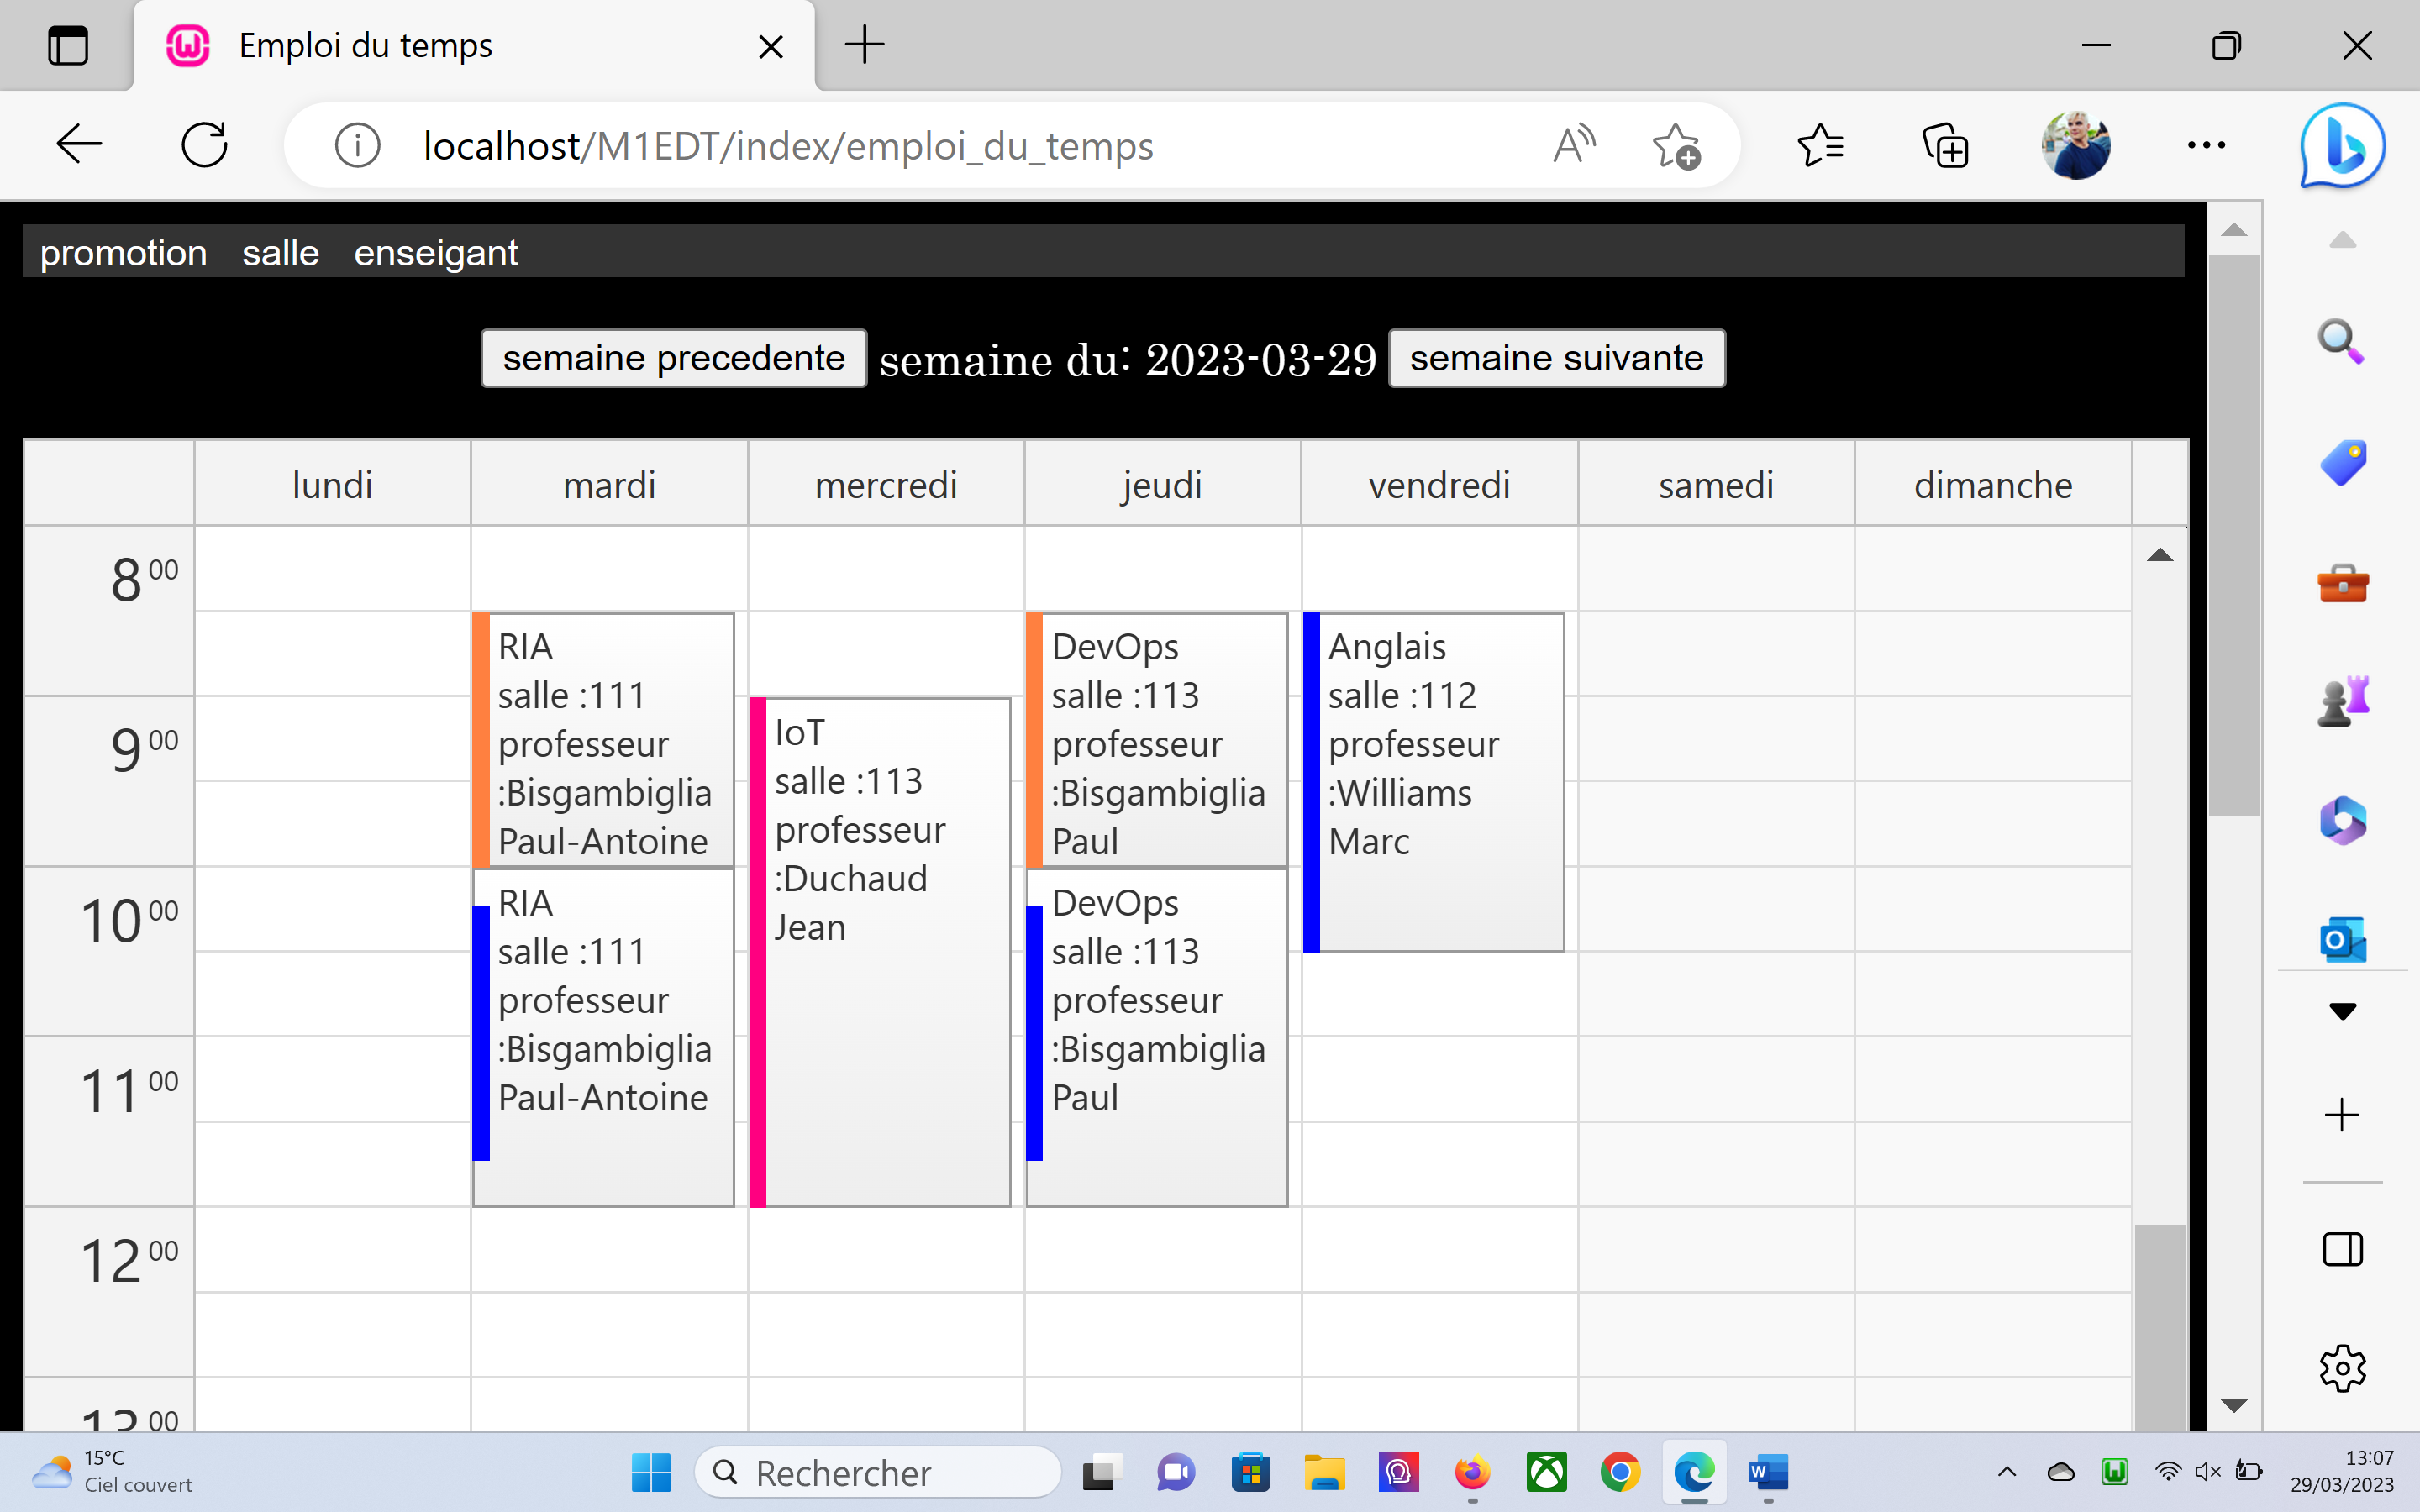 Emploi du temps
localhost/M1EDT/index/emploi_du_temps
promotion salle enseigant
semaine precedente semaine du: 2023-03-29 semaine suivante
lundi mardi mercredi jeudi vendredi samedi dimanche
8 00
9 00
10 00
11 00
12 00
13 00
RIA
salle :111
professeur
:Bisgambiglia
Paul-Antoine
RIA
salle :111
professeur
:Bisgambiglia
Paul-Antoine
IoT
salle :113
professeur
:Duchaud
Jean
DevOps
salle :113
professeur
:Bisgambiglia
Paul
DevOps
salle :113
professeur
:Bisgambiglia
Paul
Anglais
salle :112
professeur
:Williams
Marc
15°C
Ciel couvert
Rechercher
13:07
29/03/2023